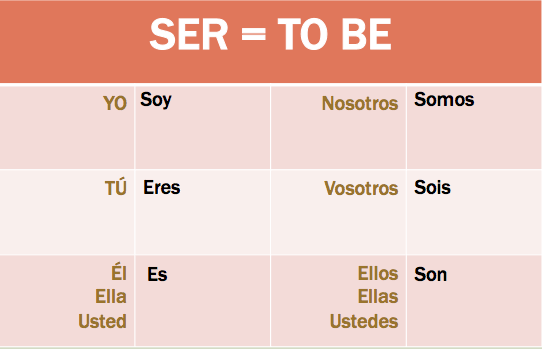 SER = TO BE
YO Soy Nosotros Somos
TÚ Eres Vosotros Sois
Él Es Ellos Son
Ella Ellas
Usted Ustedes